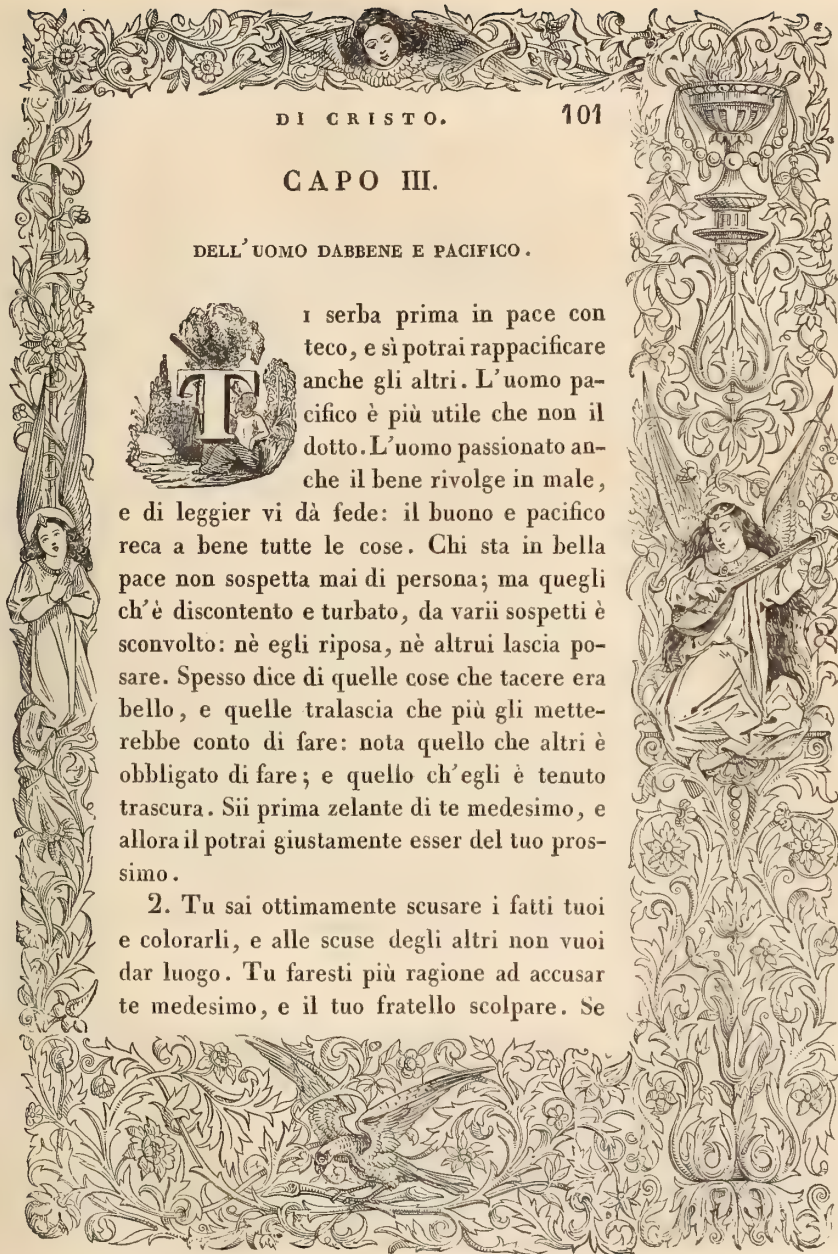 DI CRISTO. 101
CAPO III.
DELL'UOMO DABBENE E PACIFICO.
TI serba prima in pace con
teco, e sì potrai rappacificare
anche gli altri. L'uomo pa-
cifico è più utile che non il
dotto. L'uomo passionato an-
che il bene rivolge in male,
e di leggier vi dà fede: il buono e pacifico
reca a bene tutte le cose. Chi sta in bella
pace non sospetta mai di persona; ma quegli
ch'è discontento e turbato, da varii sospetti è
sconvolto: nè egli riposa, nè altrui lascia po-
sare. Spesso dice di quelle cose che tacere era
bello, e quelle tralascia che più gli mette-
rebbe conto di fare: nota quello che altri è
obbligato di fare; e quello ch'egli è tenuto
trascura. Sii prima zelante di te medesimo, e
allora il potrai giustamente esser del tuo pros-
simo.
2. Tu sai ottimamente scusare i fatti tuoi
e colorarli, e alle scuse degli altri non vuoi
dar luogo. Tu faresti più ragione ad accusar
te medesimo, e il tuo fratello scolpare. Se